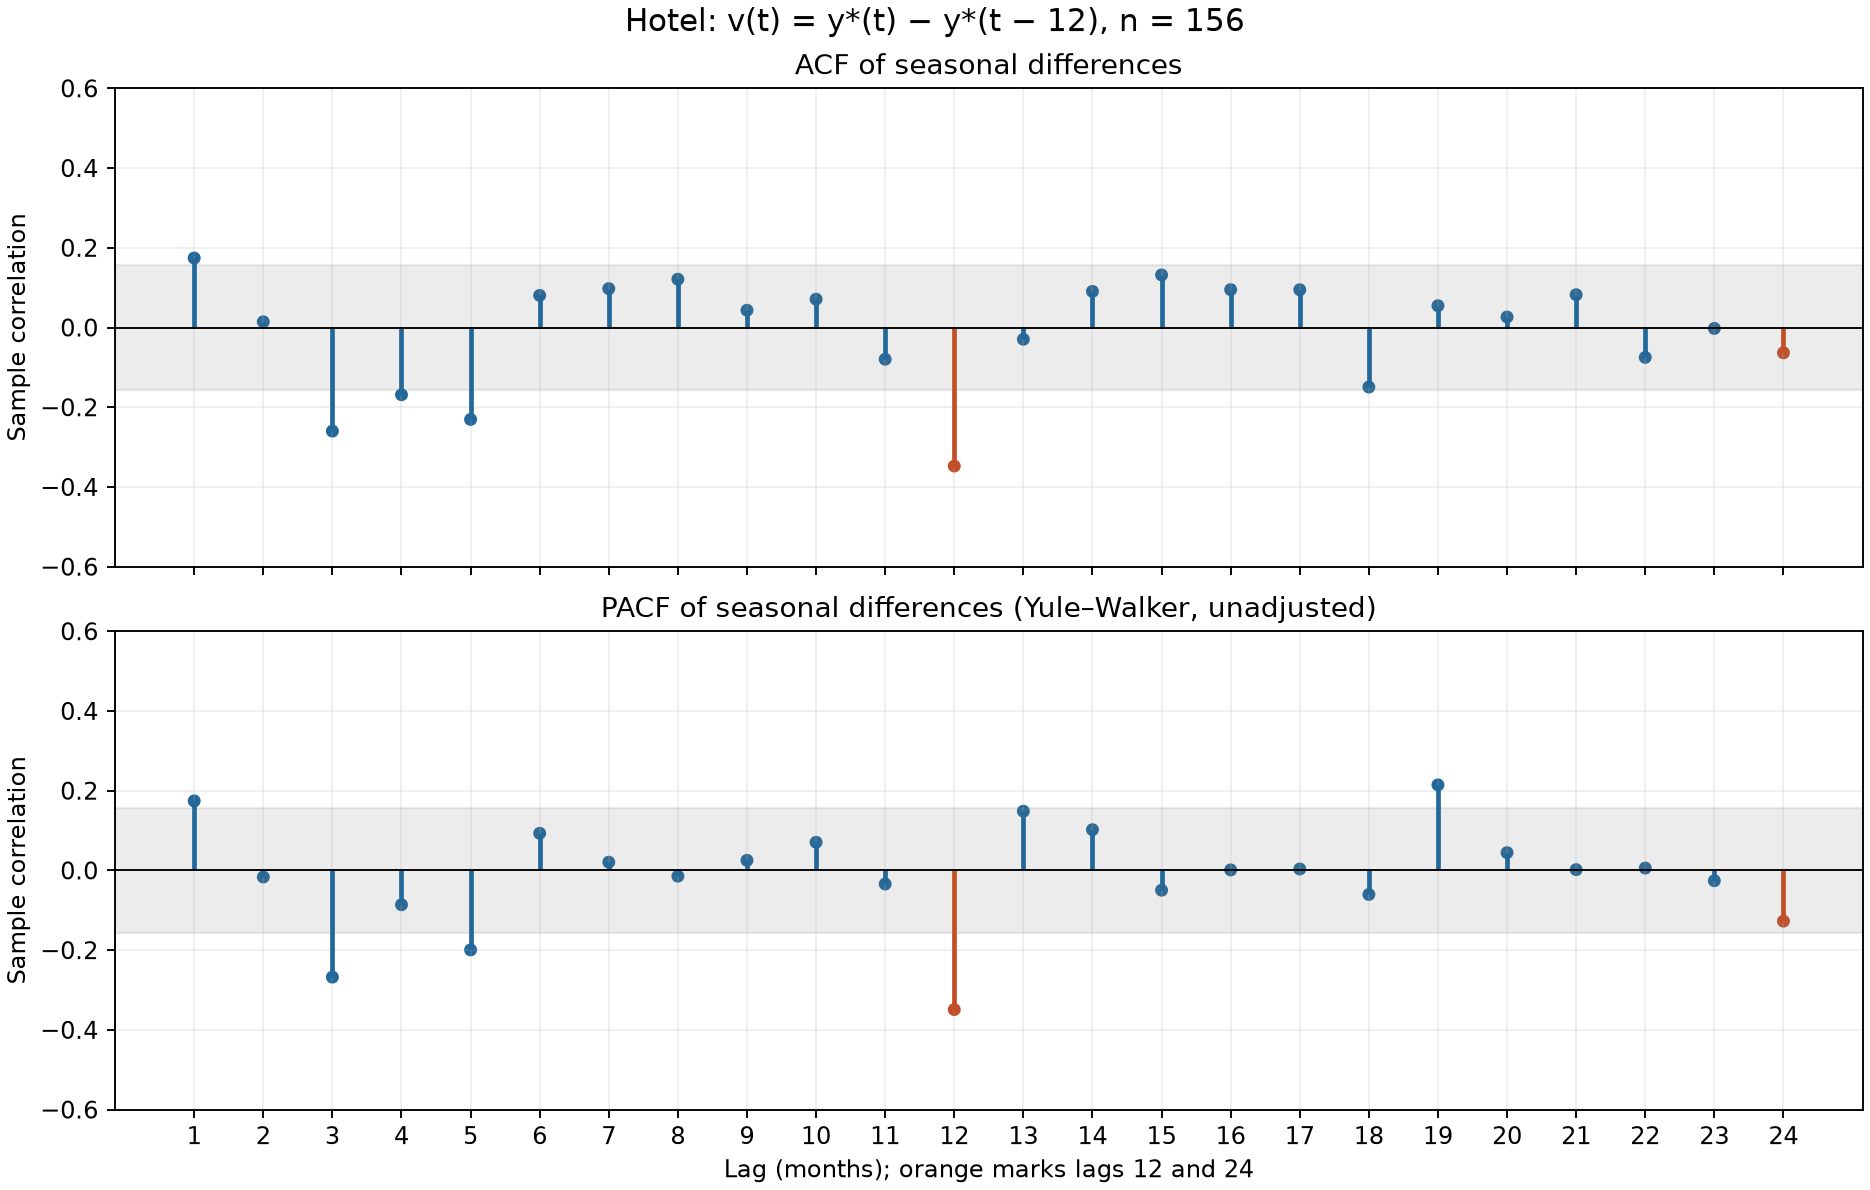 Hotel: v(t) = y*(t) − y*(t − 12), n = 156
ACF of seasonal differences
Sample correlation
0.6
0.4
0.2
0.0
−0.2
−0.4
−0.6
PACF of seasonal differences (Yule–Walker, unadjusted)
Sample correlation
0.6
0.4
0.2
0.0
−0.2
−0.4
−0.6
1 2 3 4 5 6 7 8 9 10 11 12 13 14 15 16 17 18 19 20 21 22 23 24
Lag (months); orange marks lags 12 and 24